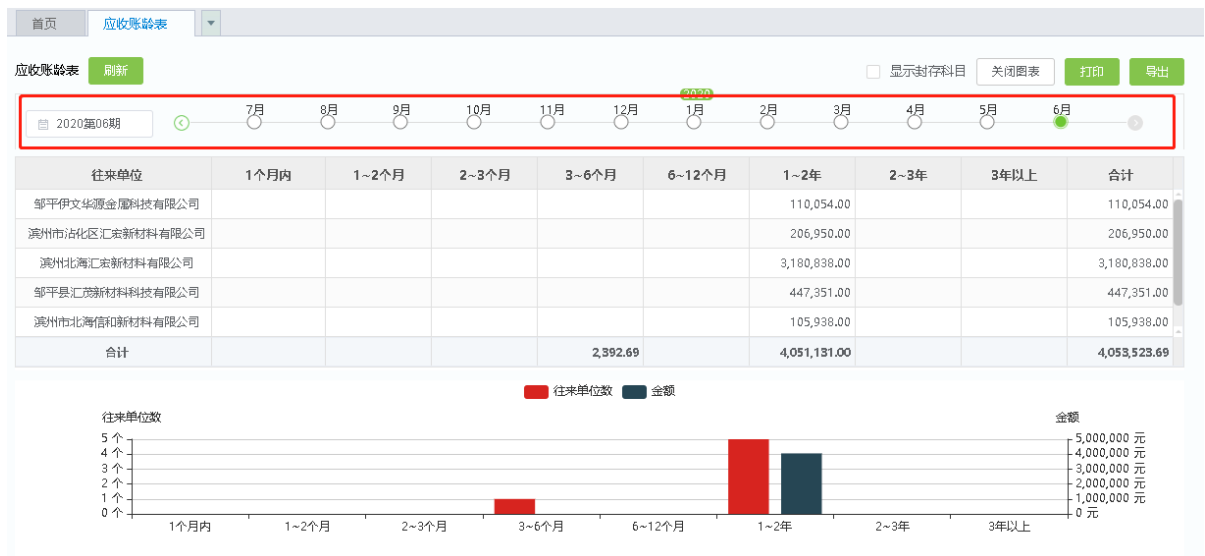 首页 应收账龄表
应收账龄表 刷新 显示封存科目 关闭图表 打印 导出
2020
2020第06期 7月 8月 9月 10月 11月 12月 1月 2月 3月 4月 5月 6月
往来单位 1个月内 1~2个月 2~3个月 3~6个月 6~12个月 1~2年 2~3年 3年以上 合计
邹平伊文华源金属科技有限公司 110,054.00 110,054.00
滨州市沾化区汇宏新材料有限公司 206,950.00 206,950.00
滨州北海汇宏新材料有限公司 3,180,838.00 3,180,838.00
邹平县汇茂新材料科技有限公司 447,351.00 447,351.00
滨州市北海信和新材料有限公司 105,938.00 105,938.00
合计 2,392.69 4,051,131.00 4,053,523.69
往来单位数 金额
往来单位数 金额
5个 5,000,000 元
4个 4,000,000 元
3个 3,000,000 元
2个 2,000,000 元
1个 1,000,000 元
0个 0 元
1个月内 1~2个月 2~3个月 3~6个月 6~12个月 1~2年 2~3年 3年以上